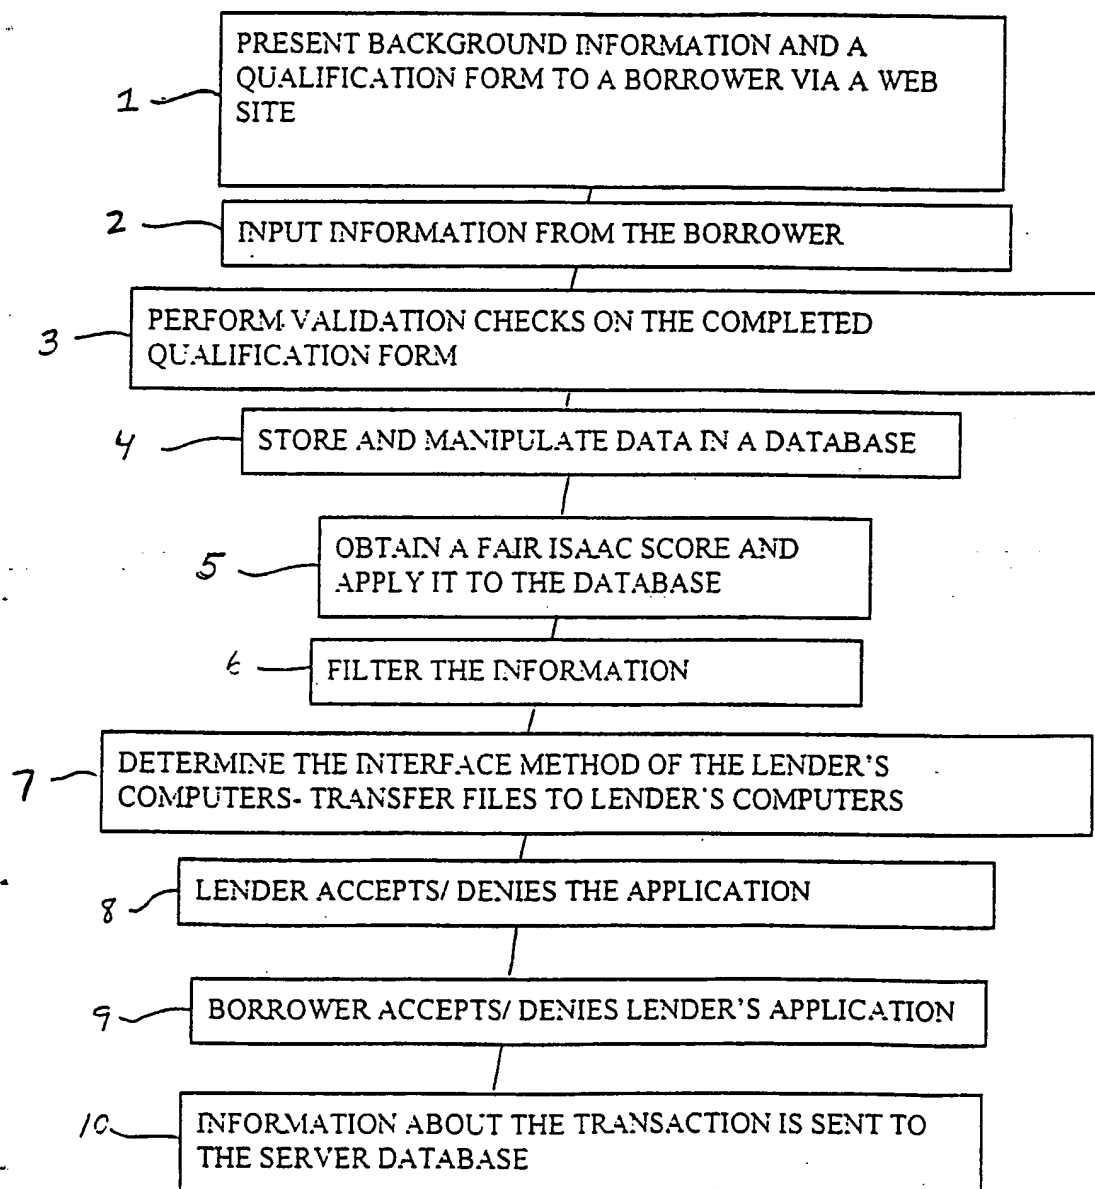 1
PRESENT BACKGROUND INFORMATION AND A
QUALIFICATION FORM TO A BORROWER VIA A WEB
SITE
2
INPUT INFORMATION FROM THE BORROWER
3
PERFORM VALIDATION CHECKS ON THE COMPLETED
QUALIFICATION FORM
4
STORE AND MANIPULATE DATA IN A DATABASE
5
OBTAIN A FAIR ISAAC SCORE AND
APPLY IT TO THE DATABASE
6
FILTER THE INFORMATION
7
DETERMINE THE INTERFACE METHOD OF THE LENDER'S
COMPUTERS- TRANSFER FILES TO LENDER'S COMPUTERS
8
LENDER ACCEPTS/ DENIES THE APPLICATION
9
BORROWER ACCEPTS/ DENIES LENDER'S APPLICATION
10
INFORMATION ABOUT THE TRANSACTION IS SENT TO
THE SERVER DATABASE